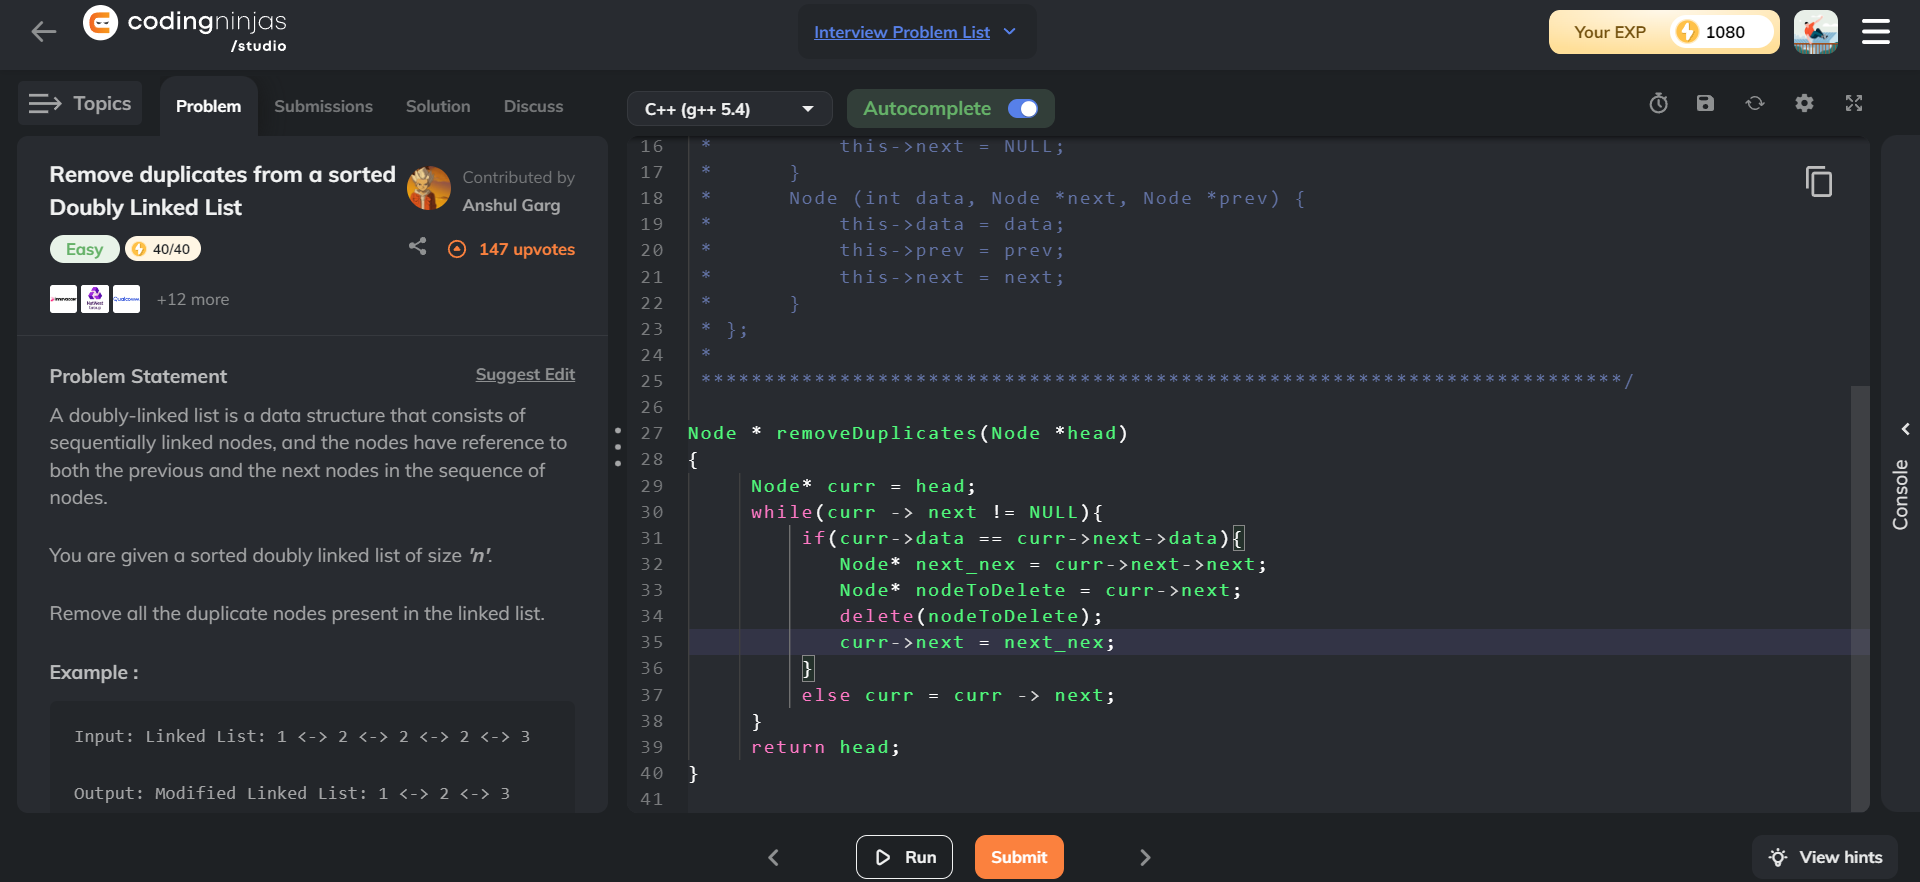 codingninjas
/studio
Interview Problem List
Your EXP 1080
Topics
Problem
Submissions
Solution
Discuss
C++ (g++ 5.4)
Autocomplete
Remove duplicates from a sorted
Doubly Linked List
Contributed by
Anshul Garg
Easy
40/40
147 upvotes
+12 more
Problem Statement
Suggest Edit
A doubly-linked list is a data structure that consists of
sequentially linked nodes, and the nodes have reference to
both the previous and the next nodes in the sequence of
nodes.
You are given a sorted doubly linked list of size 'n'.
Remove all the duplicate nodes present in the linked list.
Example :
Input: Linked List: 1 <-> 2 <-> 2 <-> 2 <-> 3
Output: Modified Linked List: 1 <-> 2 <-> 3
16 * this->next = NULL;
17 * }
18 * Node (int data, Node *next, Node *prev) {
19 * this->data = data;
20 * this->prev = prev;
21 * this->next = next;
22 * }
23 * };
24 *
25 *************************************************************************/
26
27 Node * removeDuplicates(Node *head)
28 {
29 Node* curr = head;
30 while(curr -> next != NULL){
31 if(curr->data == curr->next->data){
32 Node* next_nex = curr->next->next;
33 Node* nodeToDelete = curr->next;
34 delete(nodeToDelete);
35 curr->next = next_nex;
36 }
37 else curr = curr -> next;
38 }
39 return head;
40 }
41
Console
Run
Submit
View hints